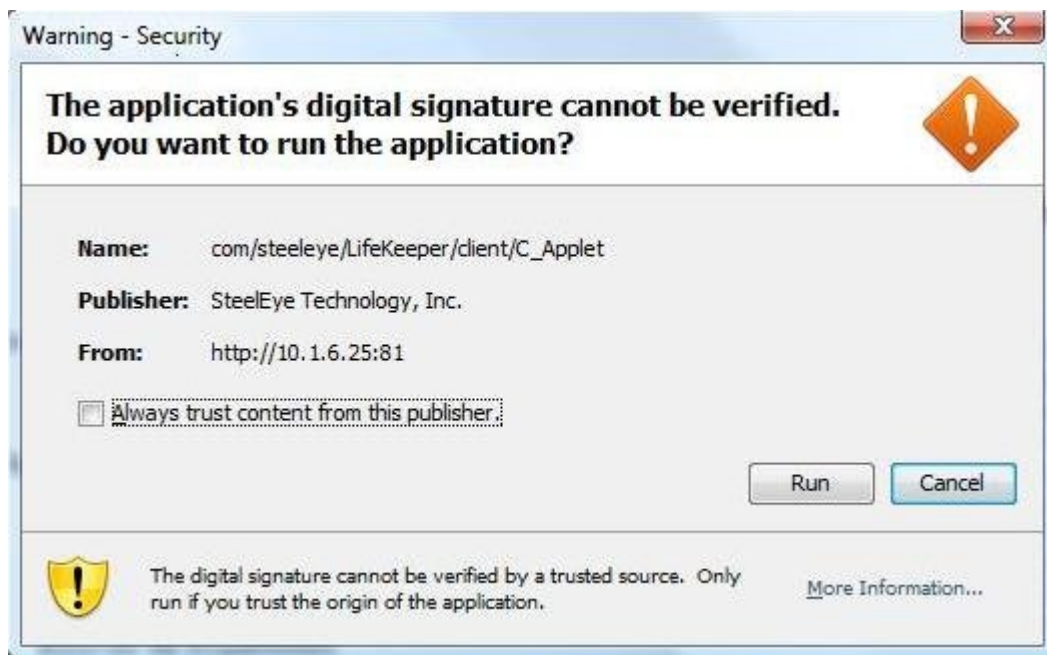 Warning - Security
The application's digital signature cannot be verified.
Do you want to run the application?
Name: com/steeleye/LifeKeeper/client/C_Applet
Publisher: SteelEye Technology, Inc.
From: http://10.1.6.25:81
Always trust content from this publisher.
Run Cancel
The digital signature cannot be verified by a trusted source. Only
run if you trust the origin of the application.
More Information...